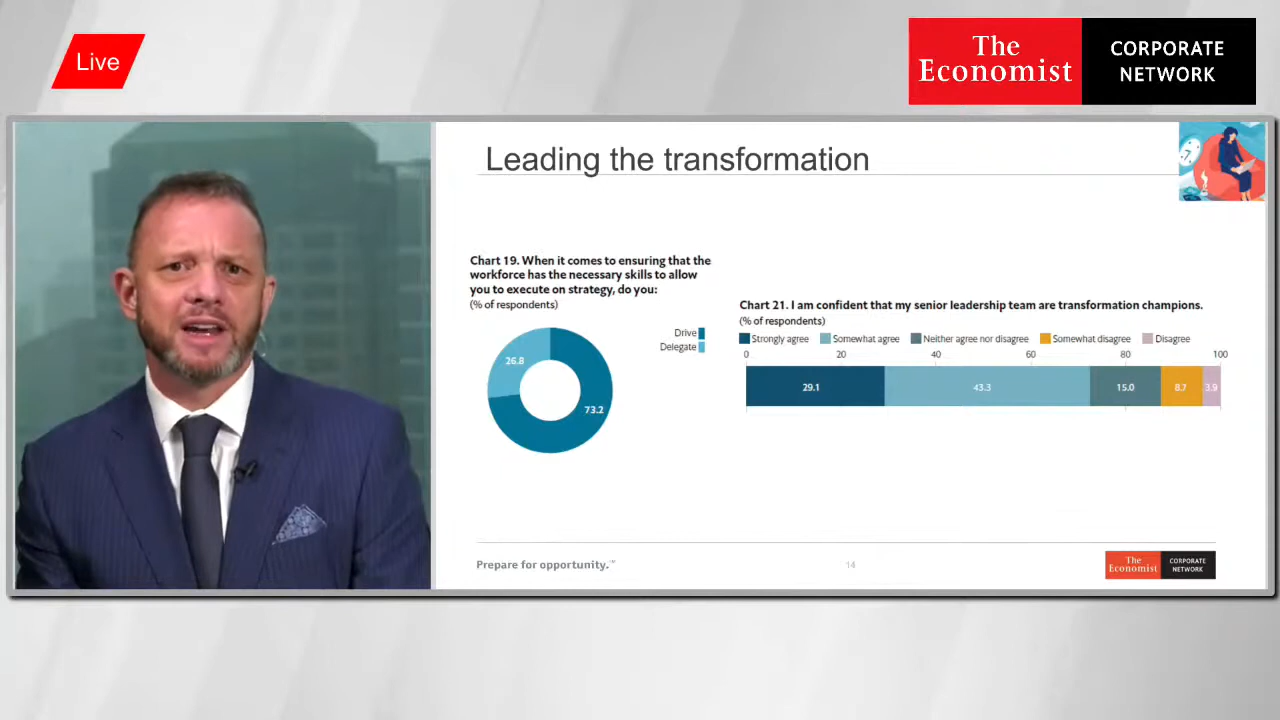 Live
The
Economist
CORPORATE
NETWORK
Leading the transformation
Chart 19. When it comes to ensuring that the
workforce has the necessary skills to allow
you to execute on strategy, do you:
(% of respondents)
Drive
Delegate
26.8
73.2
Chart 21. I am confident that my senior leadership team are transformation champions.
(% of respondents)
Strongly agree Somewhat agree Neither agree nor disagree Somewhat disagree Disagree
0 20 40 60 80 100
29.1 43.3 15.0 8.7 3.9
Prepare for opportunity.™
14
The
Economist
CORPORATE
NETWORK